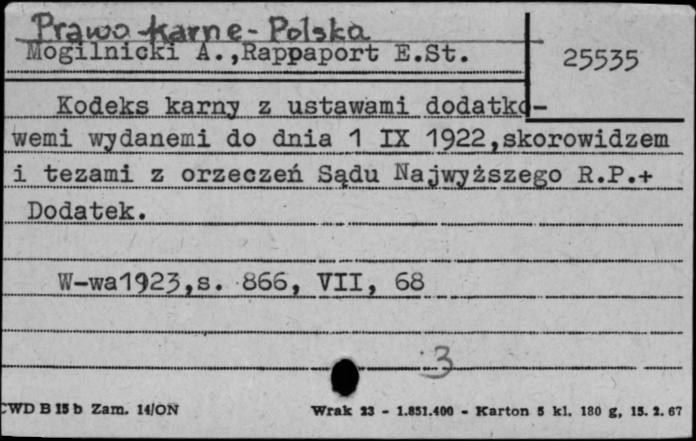 Prawo karne - Polska
Mogilnicki A.,Rappaport E.St.
25535
Kodeks karny z ustawami dodatko-
wemi wydanemi do dnia 1 IX 1922,skorowidzem
i tezami z orzeczeń Sądu Najwyższego R.P.+
Dodatek.
W-wa1923,s. 866, VII, 68
3
CWD B 15 b Zam. 14/ON
Wrak 23 - 1.851.400 - Karton 5 kl. 180 g, 15. 2. 67